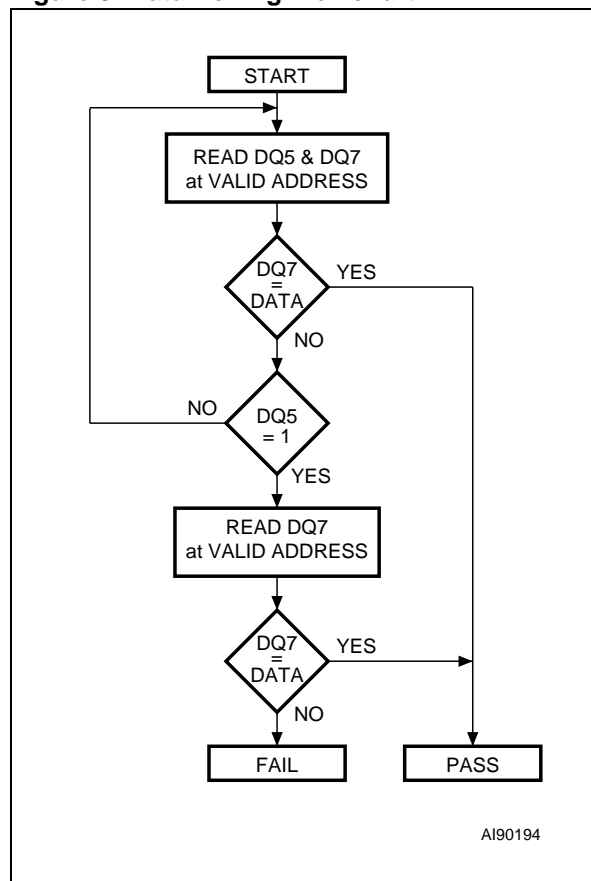 START
READ DQ5 & DQ7
at VALID ADDRESS
DQ7
=
DATA
YES
NO
DQ5
= 1
NO
YES
READ DQ7
at VALID ADDRESS
DQ7
=
DATA
YES
NO
FAIL
PASS
AI90194